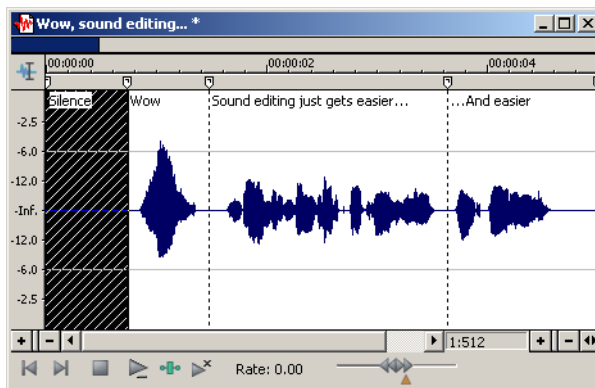 Wow, sound editing... *
00:00:00 00:00:02 00:00:04
Silence Wow Sound editing just gets easier... ...And easier
-2.5
-6.0
-12.0
-Inf.
-12.0
-6.0
-2.5
1:512
Rate: 0.00